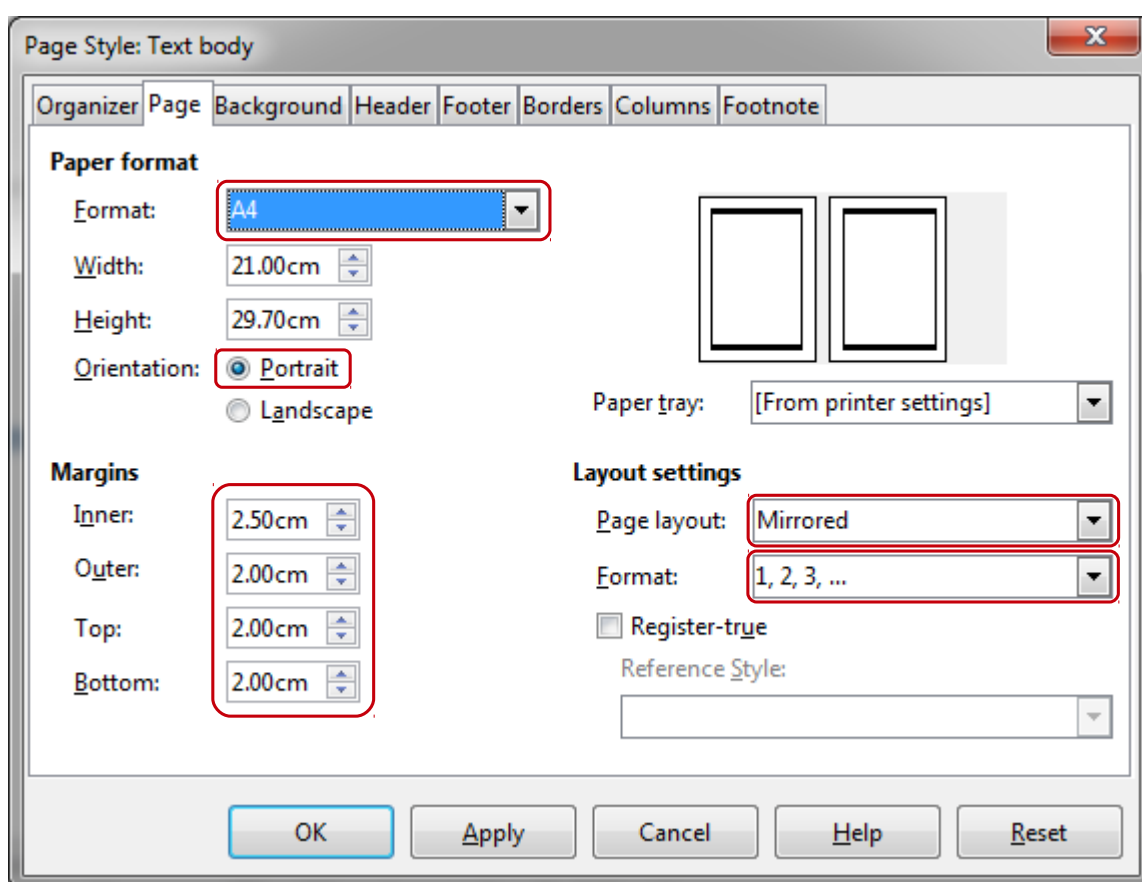 Page Style: Text body
x
Organizer Page Background Header Footer Borders Columns Footnote
Paper format
Format: A4
Width: 21.00cm
Height: 29.70cm
Orientation: Portrait
Landscape
Paper tray: [From printer settings]
Margins
Inner: 2.50cm
Outer: 2.00cm
Top: 2.00cm
Bottom: 2.00cm
Layout settings
Page layout: Mirrored
Format: 1, 2, 3, ...
Register-true
Reference Style:
OK Apply Cancel Help Reset